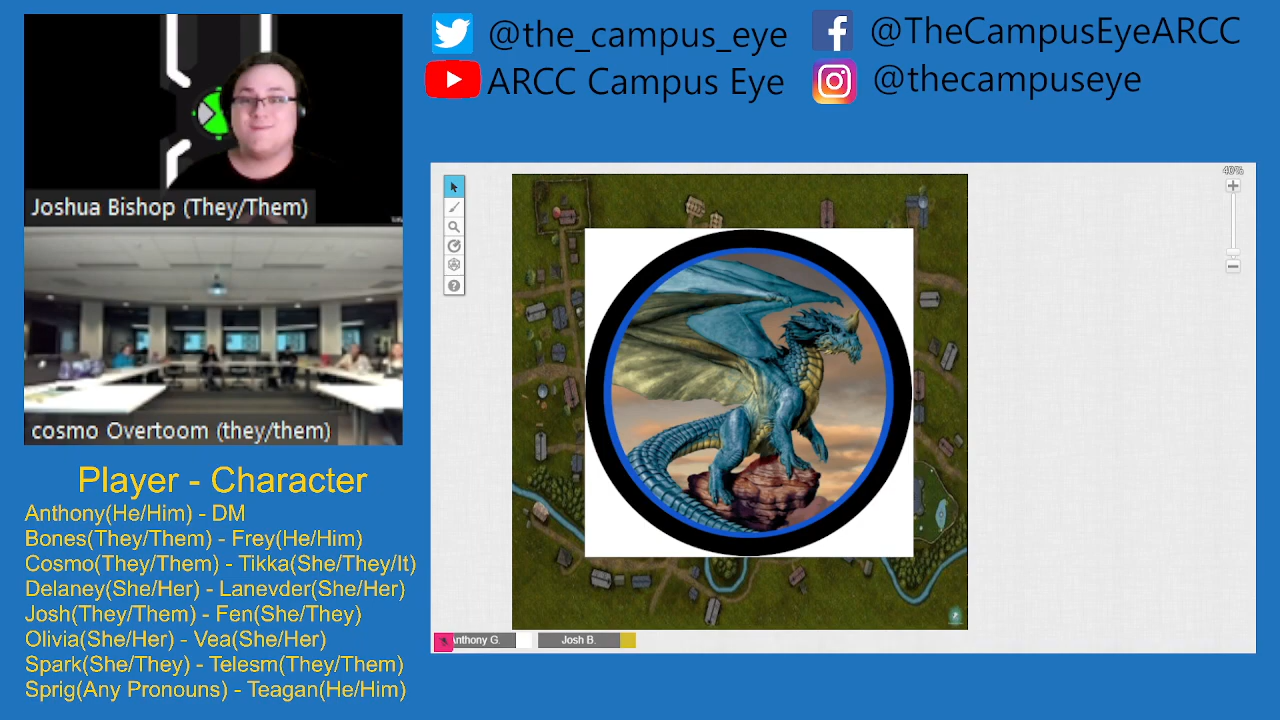 @the_campus_eye
@TheCampusEyeARCC
ARCC Campus Eye
@thecampuseye
Joshua Bishop (They/Them)
cosmo Overtoom (they/them)
Player - Character
Anthony(He/Him) - DM
Bones(They/Them) - Frey(He/Him)
Cosmo(They/Them) - Tikka(She/They/It)
Delaney(She/Her) - Lanevder(She/Her)
Josh(They/Them) - Fen(She/They)
Olivia(She/Her) - Vea(She/Her)
Spark(She/They) - Telesm(They/Them)
Sprig(Any Pronouns) - Teagan(He/Him)
40%
Anthony G.
Josh B.